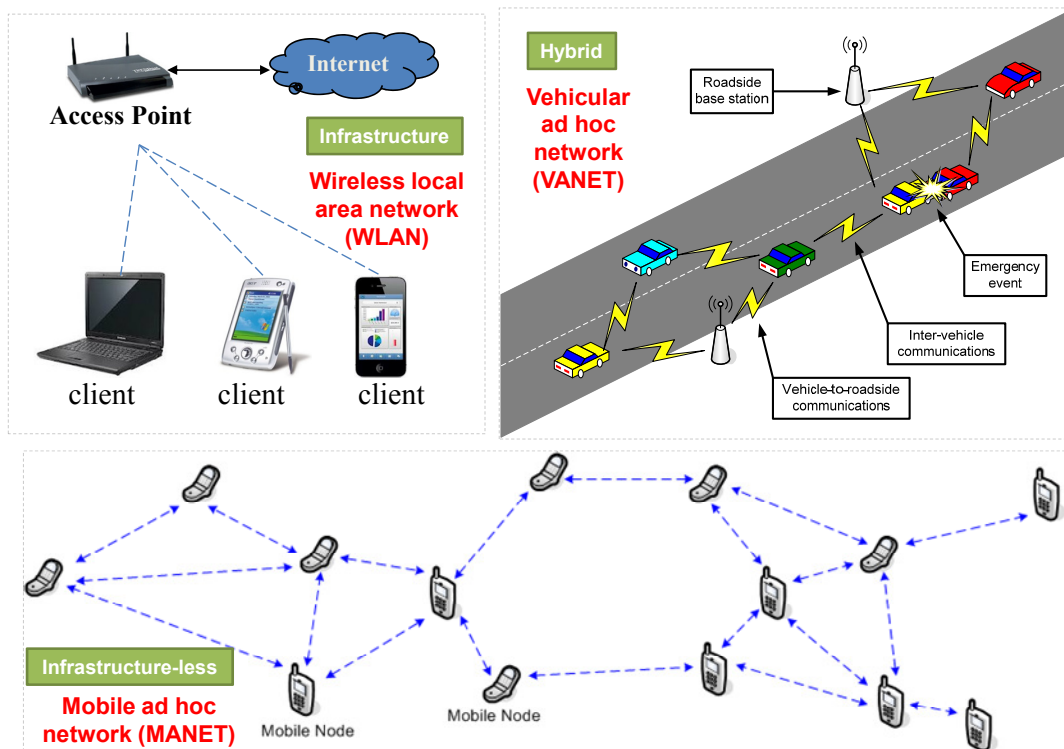 Access Point
Internet
Infrastructure
Wireless local
area network
(WLAN)
client
client
client
Hybrid
Vehicular
ad hoc
network
(VANET)
Roadside
base station
Emergency
event
Inter-vehicle
communications
Vehicle-to-roadside
communications
Infrastructure-less
Mobile ad hoc
network (MANET)
Mobile Node
Mobile Node